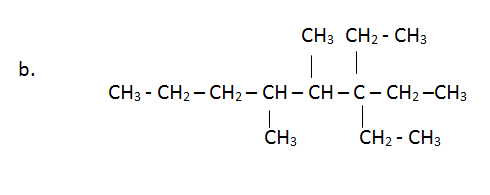 CH₃ CH₂ - CH₃
b.
CH₃ - CH₂ – CH₂ – CH – CH – C – CH₂ – CH₃
CH₃ CH₂ - CH₃